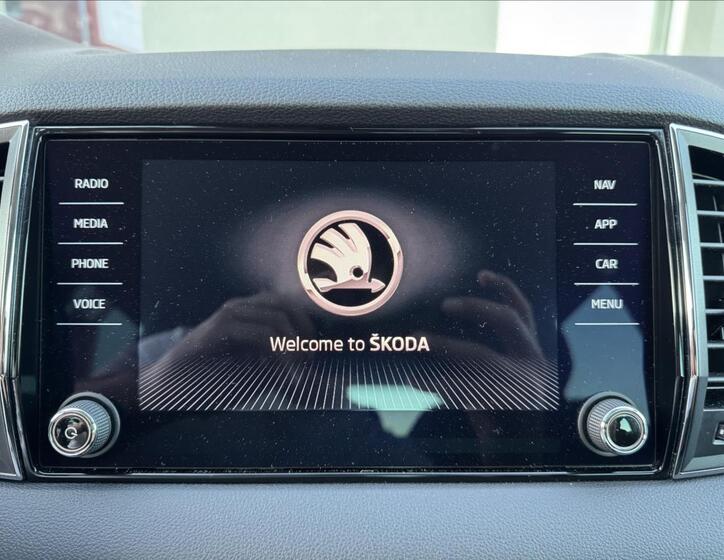 RADIO
MEDIA
PHONE
VOICE
Welcome to ŠKODA
NAV
APP
CAR
MENU